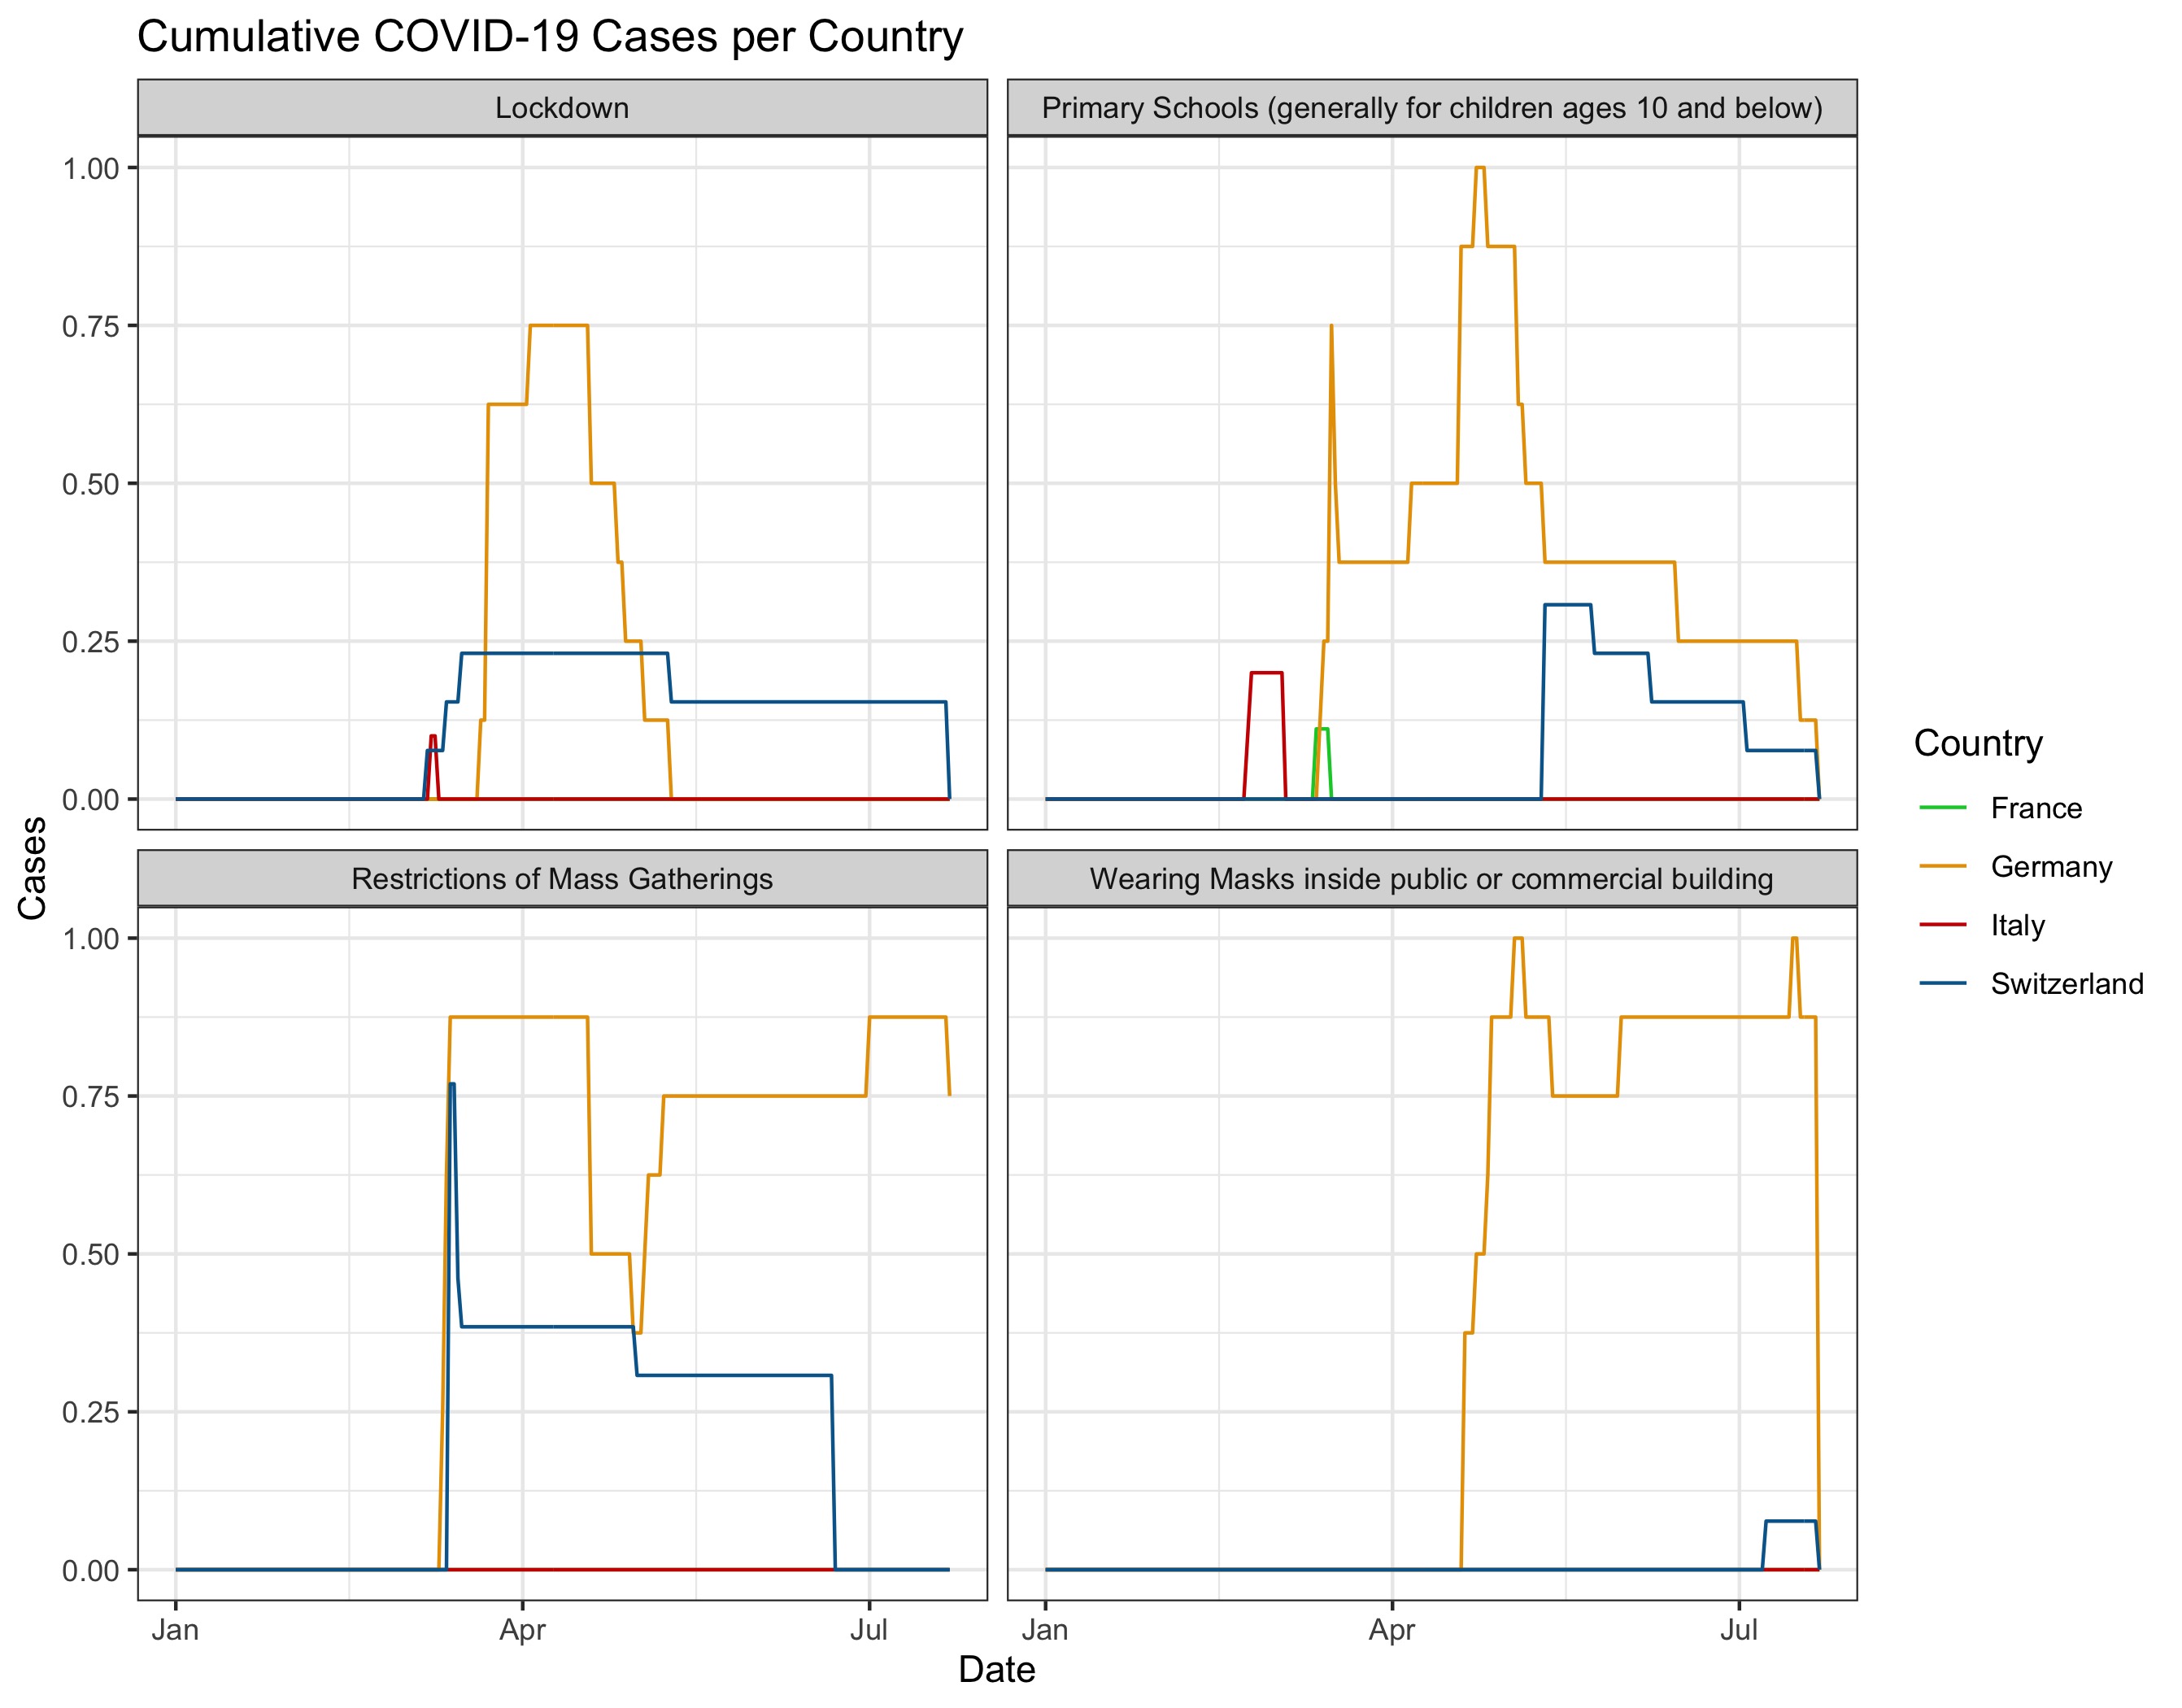 Cumulative COVID-19 Cases per Country
Lockdown
Primary Schools (generally for children ages 10 and below)
1.00
0.75
0.50
0.25
0.00
Restrictions of Mass Gatherings
Wearing Masks inside public or commercial building
1.00
0.75
0.50
0.25
0.00
Jan Apr Jul
Jan Apr Jul
Date
Cases
Country
France
Germany
Italy
Switzerland